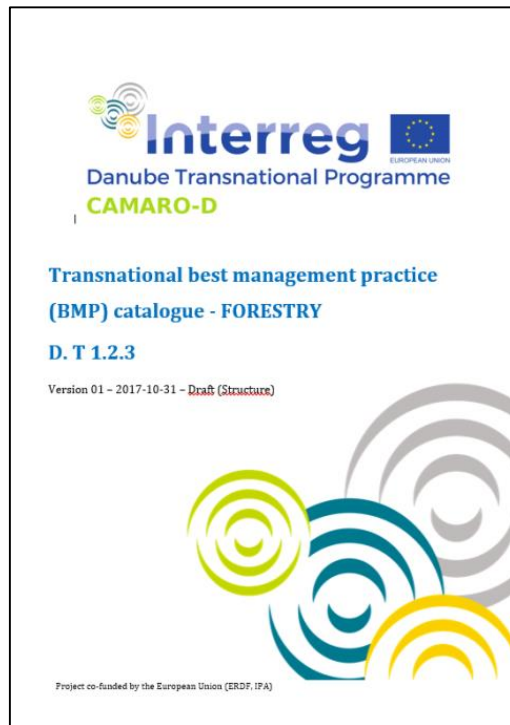 Interreg
EUROPEAN UNION
Danube Transnational Programme
CAMARO-D
Transnational best management practice
(BMP) catalogue - FORESTRY
D. T 1.2.3
Version 01 – 2017-10-31 – Draft (Structure)
Project co-funded by the European Union (ERDF, IPA)